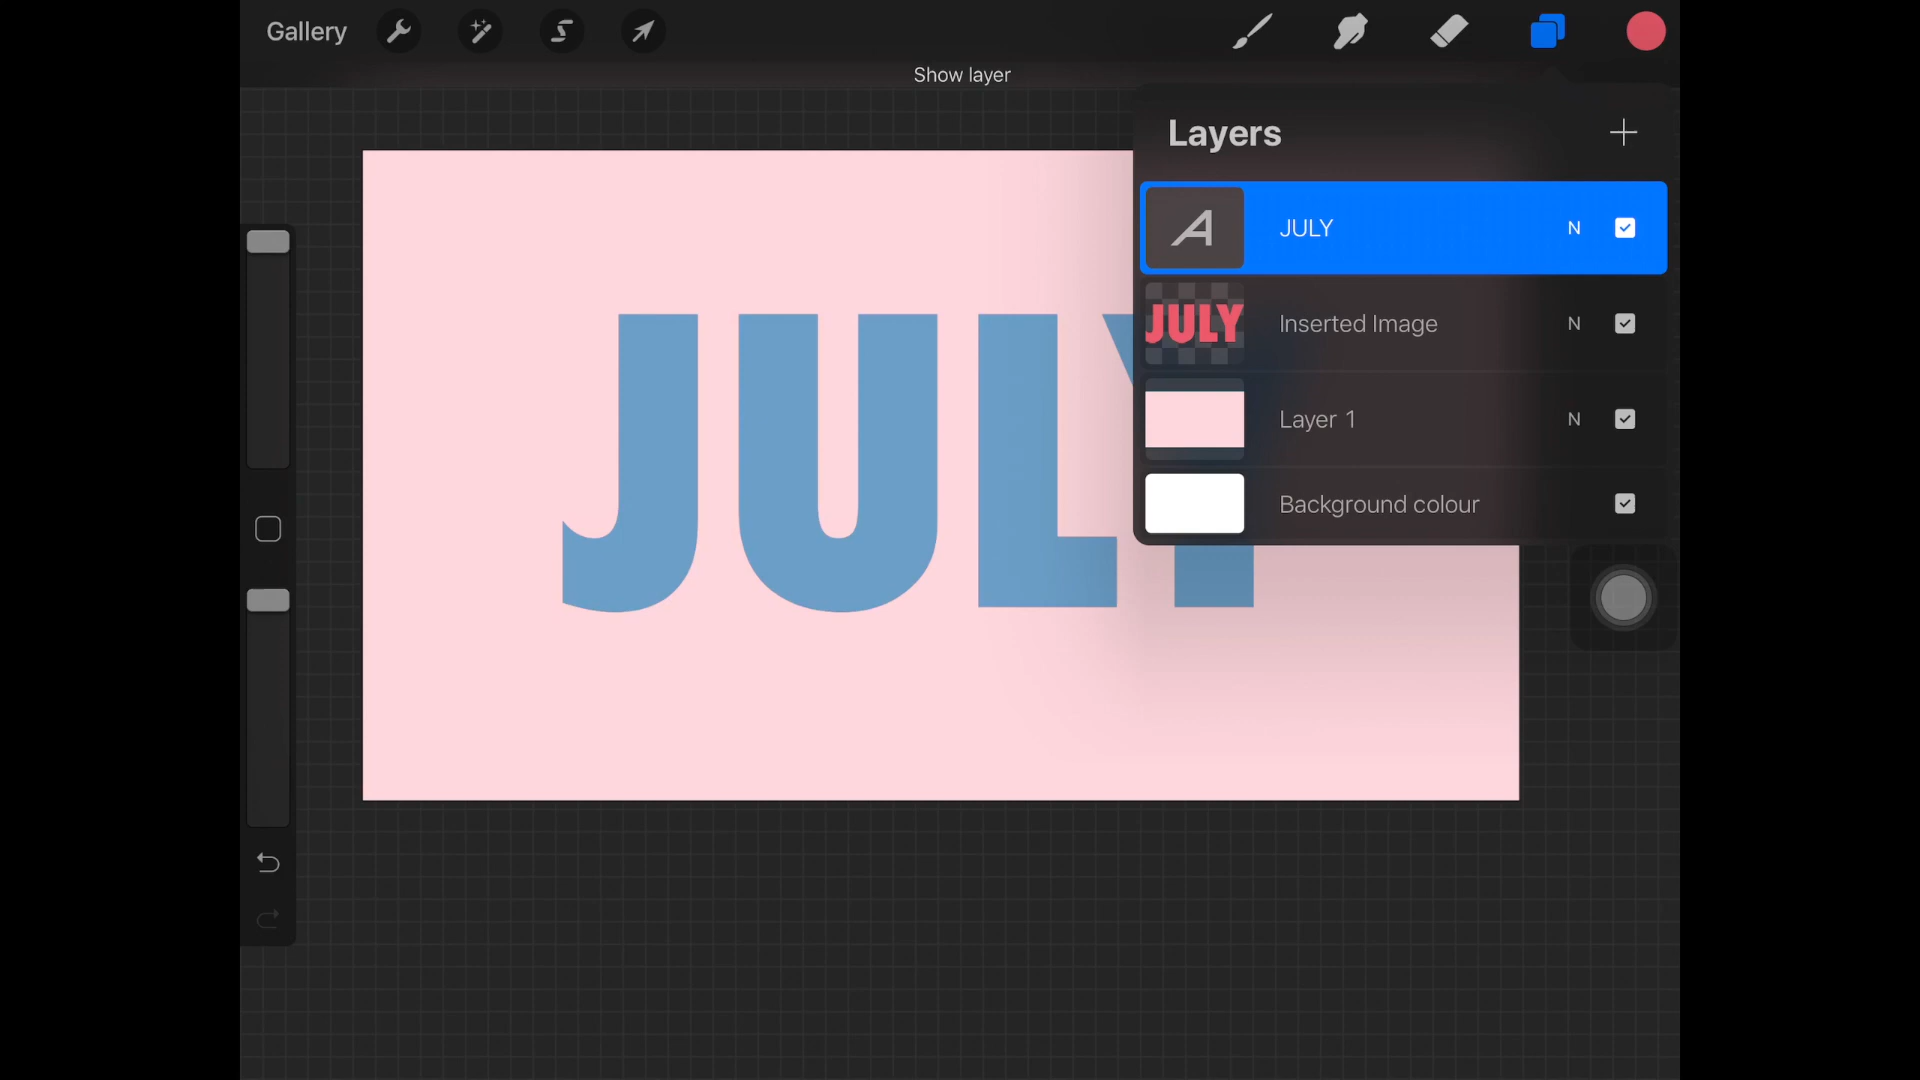 Gallery
Show layer
Layers
JULY N
JULY Inserted Image N
Layer 1 N
Background colour
JULY